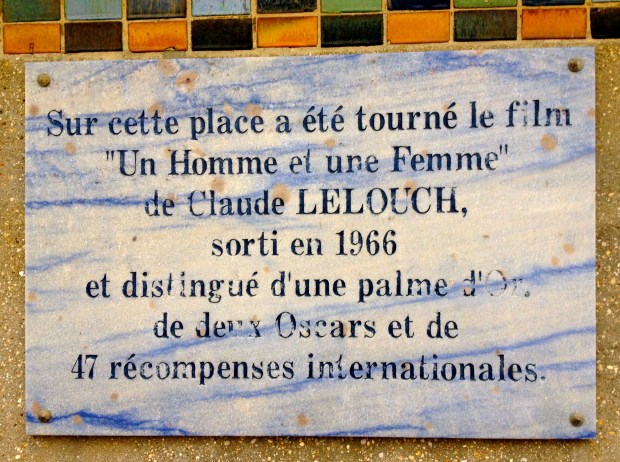 Sur cette place a été tourné le film
"Un Homme et une Femme"
de Claude LELOUCH,
sorti en 1966
et distingué d'une palme d'Or,
de deux Oscars et de
47 récompenses internationales.